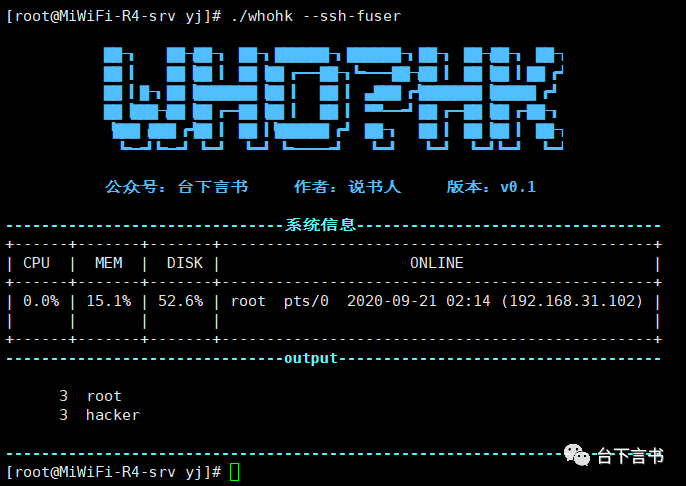 [root@MiWiFi-R4-srv yj]# ./whohk --ssh-fuser
WHO?HK
公众号：台下言书 作者：说书人 版本：v0.1
-------------------------------系统信息----------------------------------
+------+-------+-------+------------------------------------------------+
| CPU | MEM | DISK | ONLINE |
+------+-------+-------+------------------------------------------------+
| 0.0% | 15.1% | 52.6% | root pts/0 2020-09-21 02:14 (192.168.31.102) |
| | | | |
+------+-------+-------+------------------------------------------------+
-------------------------------output------------------------------------
3 root
3 hacker
-------------------------------------------------------------------------
台下言书
[root@MiWiFi-R4-srv yj]#